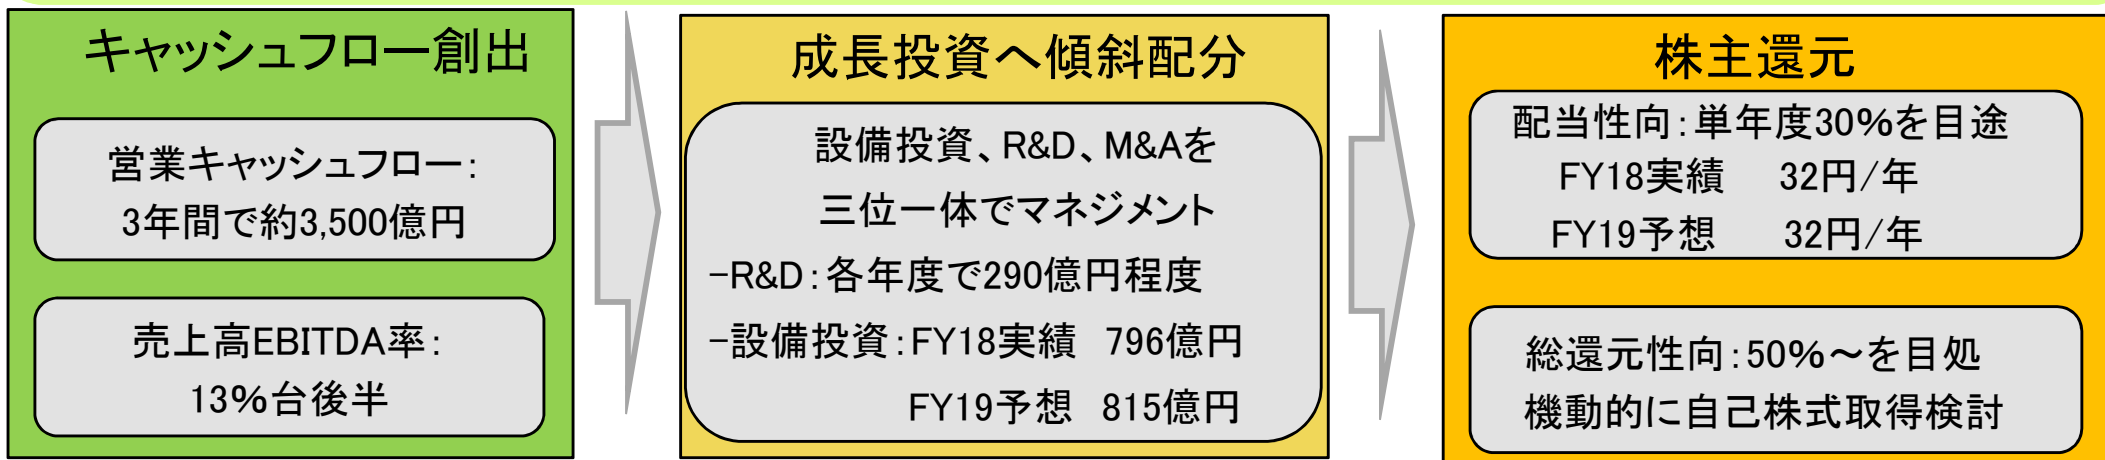 キャッシュフロー創出
営業キャッシュフロー：
3年間で約3,500億円
売上高EBITDA率：
13%台後半
成長投資へ傾斜配分
設備投資、R&D、M&Aを
三位一体でマネジメント
−R&D：各年度で290億円程度
−設備投資：FY18実績 796億円
FY19予想 815億円
株主還元
配当性向：単年度30%を目途
FY18実績 32円/年
FY19予想 32円/年
総還元性向：50%～を目処
機動的に自己株式取得検討